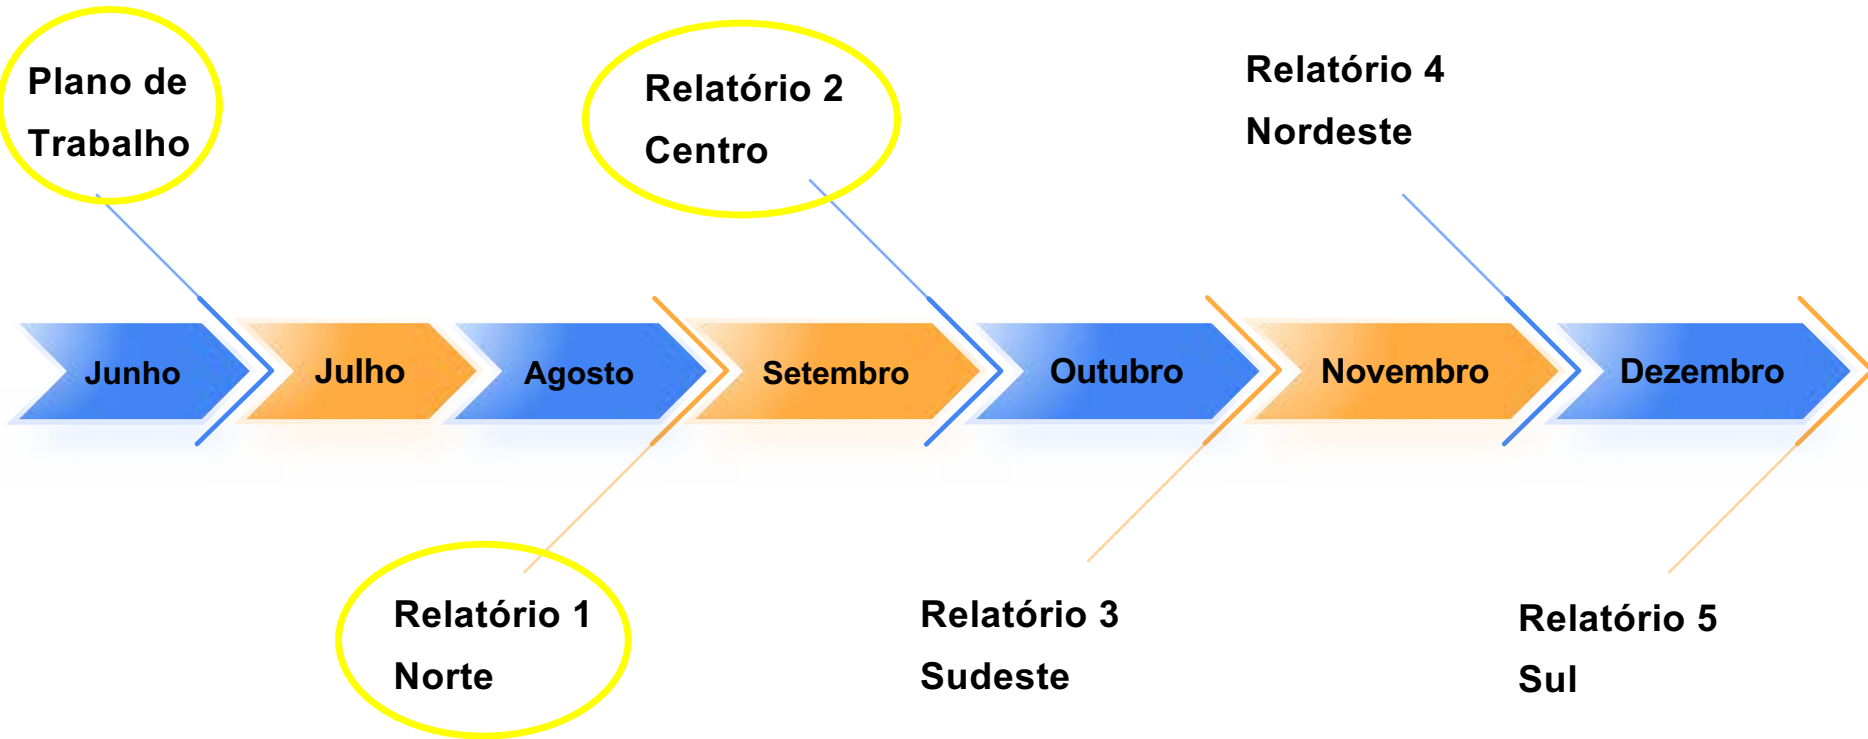 Plano de
Trabalho
Relatório 2
Centro
Relatório 4
Nordeste
Junho
Julho
Agosto
Setembro
Outubro
Novembro
Dezembro
Relatório 1
Norte
Relatório 3
Sudeste
Relatório 5
Sul